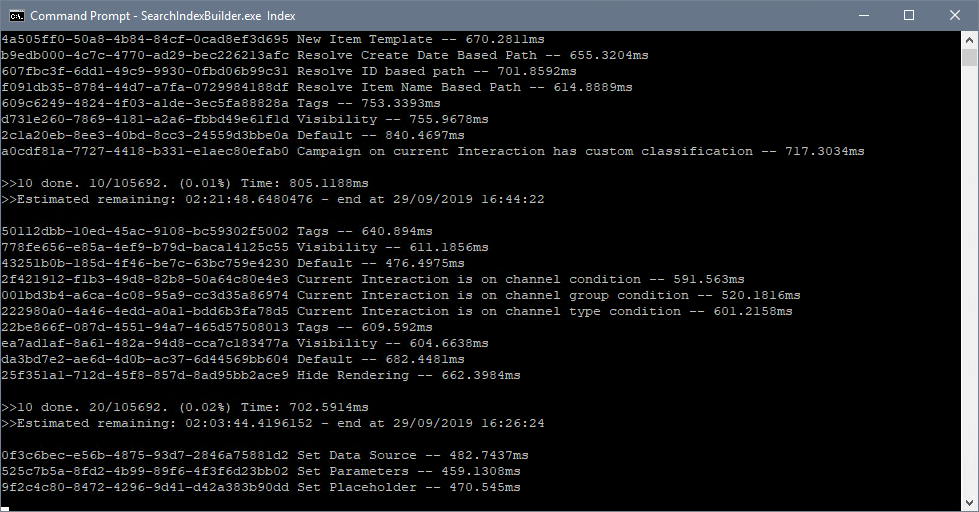 Command Prompt - SearchIndexBuilder.exe Index
4a505ff0-50a8-4b84-84cf-0cad8ef3d695 New Item Template -- 670.2811ms
b9edb000-4c7c-4770-ad29-bec226213afc Resolve Create Date Based Path -- 655.3204ms
607fbc3f-6dd1-49c9-9930-0fbd06b99c31 Resolve ID based path -- 701.8592ms
f091db35-8784-44d7-a7fa-0729984188df Resolve Item Name Based Path -- 614.8889ms
609c6249-4824-4f03-a1de-3ec5fa88828a Tags -- 753.3393ms
d731e260-7869-4181-a2a6-fbbd49e61f1d Visibility -- 755.9678ms
2c1a20eb-8ee3-40bd-8cc3-24559d3bbe0a Default -- 840.4697ms
a0cdf81a-7727-4418-b331-e1aec80efab0 Campaign on current Interaction has custom classification -- 717.3034ms
>>10 done. 10/105692. (0.01%) Time: 805.1188ms
>>Estimated remaining: 02:21:48.6480476 - end at 29/09/2019 16:44:22
50112dbb-10ed-45ac-9108-bc59302f5002 Tags -- 640.894ms
778fe656-e85a-4ef9-b79d-baca14125c55 Visibility -- 611.1856ms
43251b0b-185d-4f46-be7c-63bc759e4230 Default -- 476.4975ms
2f421912-f1b3-49d8-82b8-50a64c80e4e3 Current Interaction is on channel condition -- 591.563ms
001bd3b4-a6ca-4c08-95a9-cc3d35a86974 Current Interaction is on channel group condition -- 520.1816ms
222980a0-4a46-4edd-a0a1-bdd6b3fa78d5 Current Interaction is on channel type condition -- 601.2158ms
22be866f-087d-4551-94a7-465d57508013 Tags -- 609.592ms
ea7ad1af-8a61-482a-94d8-cca7c183477a Visibility -- 604.6638ms
da3bd7e2-ae6d-4d0b-ac37-6d44569bb604 Default -- 682.4481ms
25f351a1-712d-45f8-857d-8ad95bb2ace9 Hide Rendering -- 662.3984ms
>>10 done. 20/105692. (0.02%) Time: 702.5914ms
>>Estimated remaining: 02:03:44.4196152 - end at 29/09/2019 16:26:24
0f3c6bec-e56b-4875-93d7-2846a75881d2 Set Data Source -- 482.7437ms
525c7b5a-8fd2-4b99-89f6-4f3f6d23bb02 Set Parameters -- 459.1308ms
9f2c4c80-8472-4296-9d41-d42a383b90dd Set Placeholder -- 470.545ms